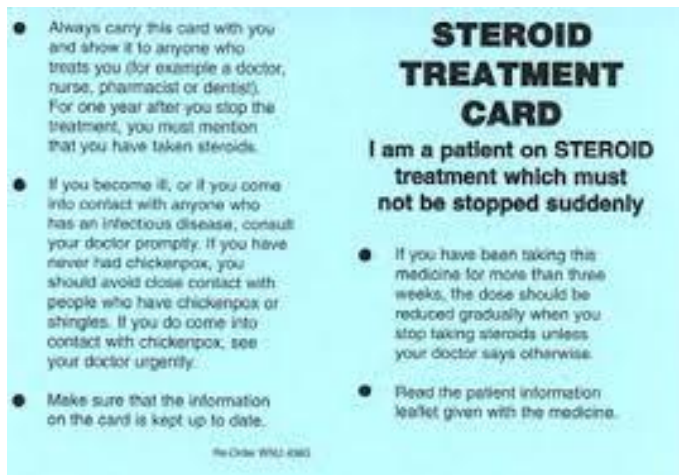 Always carry this card with you
and show it to anyone who
treats you (for example a doctor,
nurse, pharmacist or dentist).
For one year after you stop the
treatment, you must mention
that you have taken steroids.
If you become ill, or if you come
into contact with anyone who
has an infectious disease, consult
your doctor promptly. If you have
never had chickenpox, you
should avoid close contact with
people who have chickenpox or
shingles. If you do come into
contact with chickenpox, see
your doctor urgently.
Make sure that the information
on the card is kept up to date.
Re-Order
STEROID
TREATMENT
CARD
I am a patient on STEROID
treatment which must
not be stopped suddenly
If you have been taking this
medicine for more than three
weeks, the dose should be
reduced gradually when you
stop taking steroids unless
your doctor says otherwise.
Read the patient information
leaflet given with the medicine.